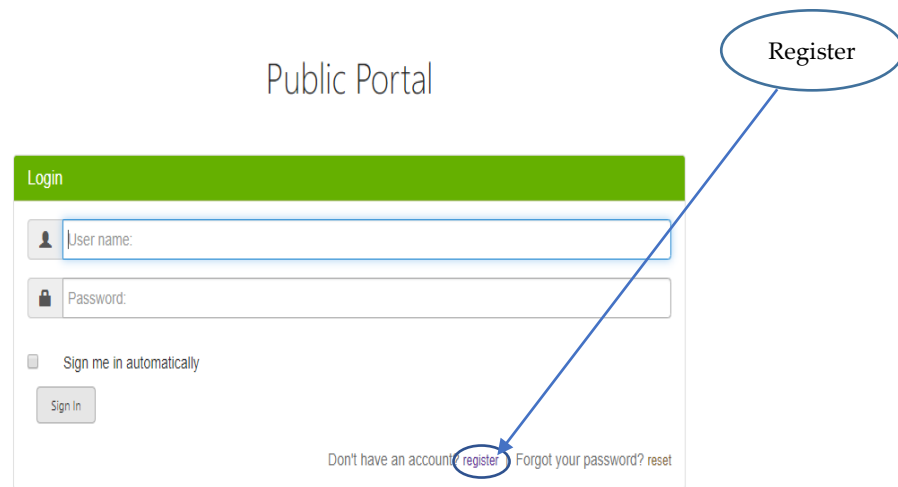 Register
Public Portal
Login
User name:
Password:
Sign me in automatically
Sign In
Don't have an account? register | Forgot your password? reset